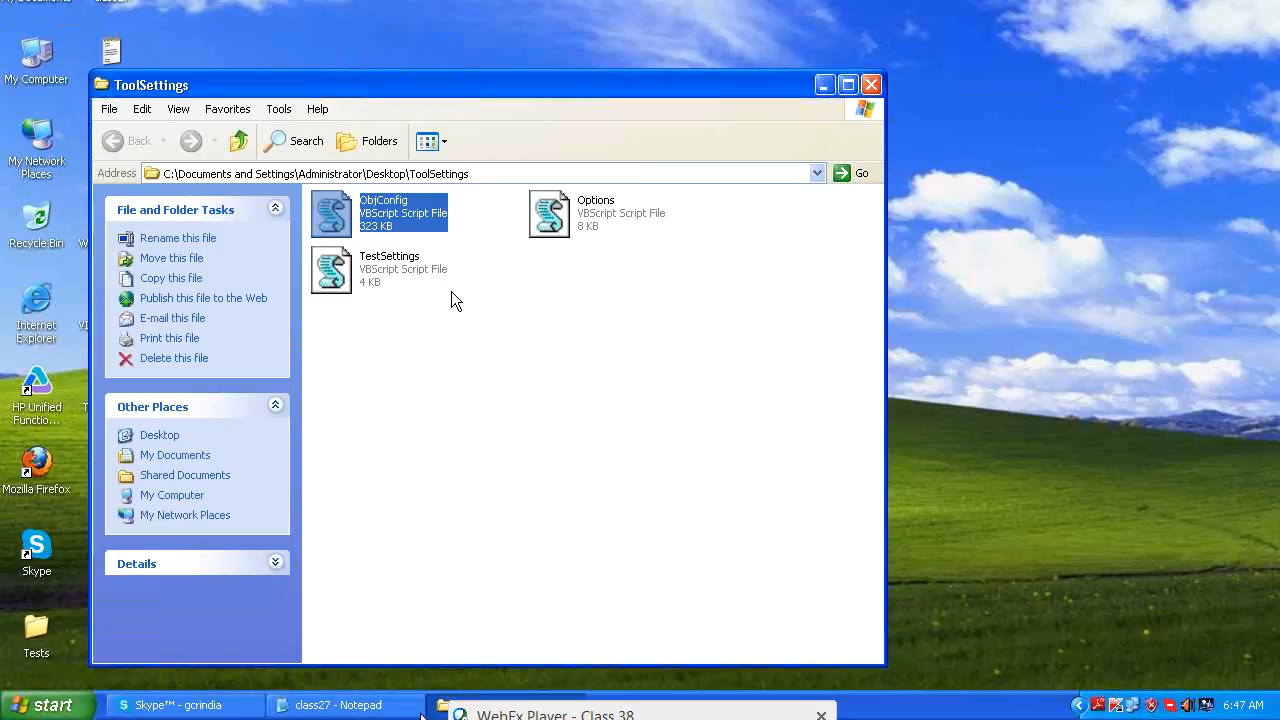 My Documents
My Computer
My Network
Places
Recycle Bin
W
Internet
Explorer
VI
HP Unified
Functio...
T
Mozilla Firefox
Skype
Tests
ToolSettings
File Edit View Favorites Tools Help
Back Search Folders
Address C:\Documents and Settings\Administrator\Desktop\ToolSettings Go
File and Folder Tasks
Rename this file
Move this file
Copy this file
Publish this file to the Web
E-mail this file
Print this file
Delete this file
Other Places
Desktop
My Documents
Shared Documents
My Computer
My Network Places
Details
ObjConfig
VBScript Script File
323 KB
Options
VBScript Script File
8 KB
TestSettings
VBScript Script File
4 KB
start Skype™ - gcrindia class27 - Notepad WebEx Player - Class 38 6:47 AM